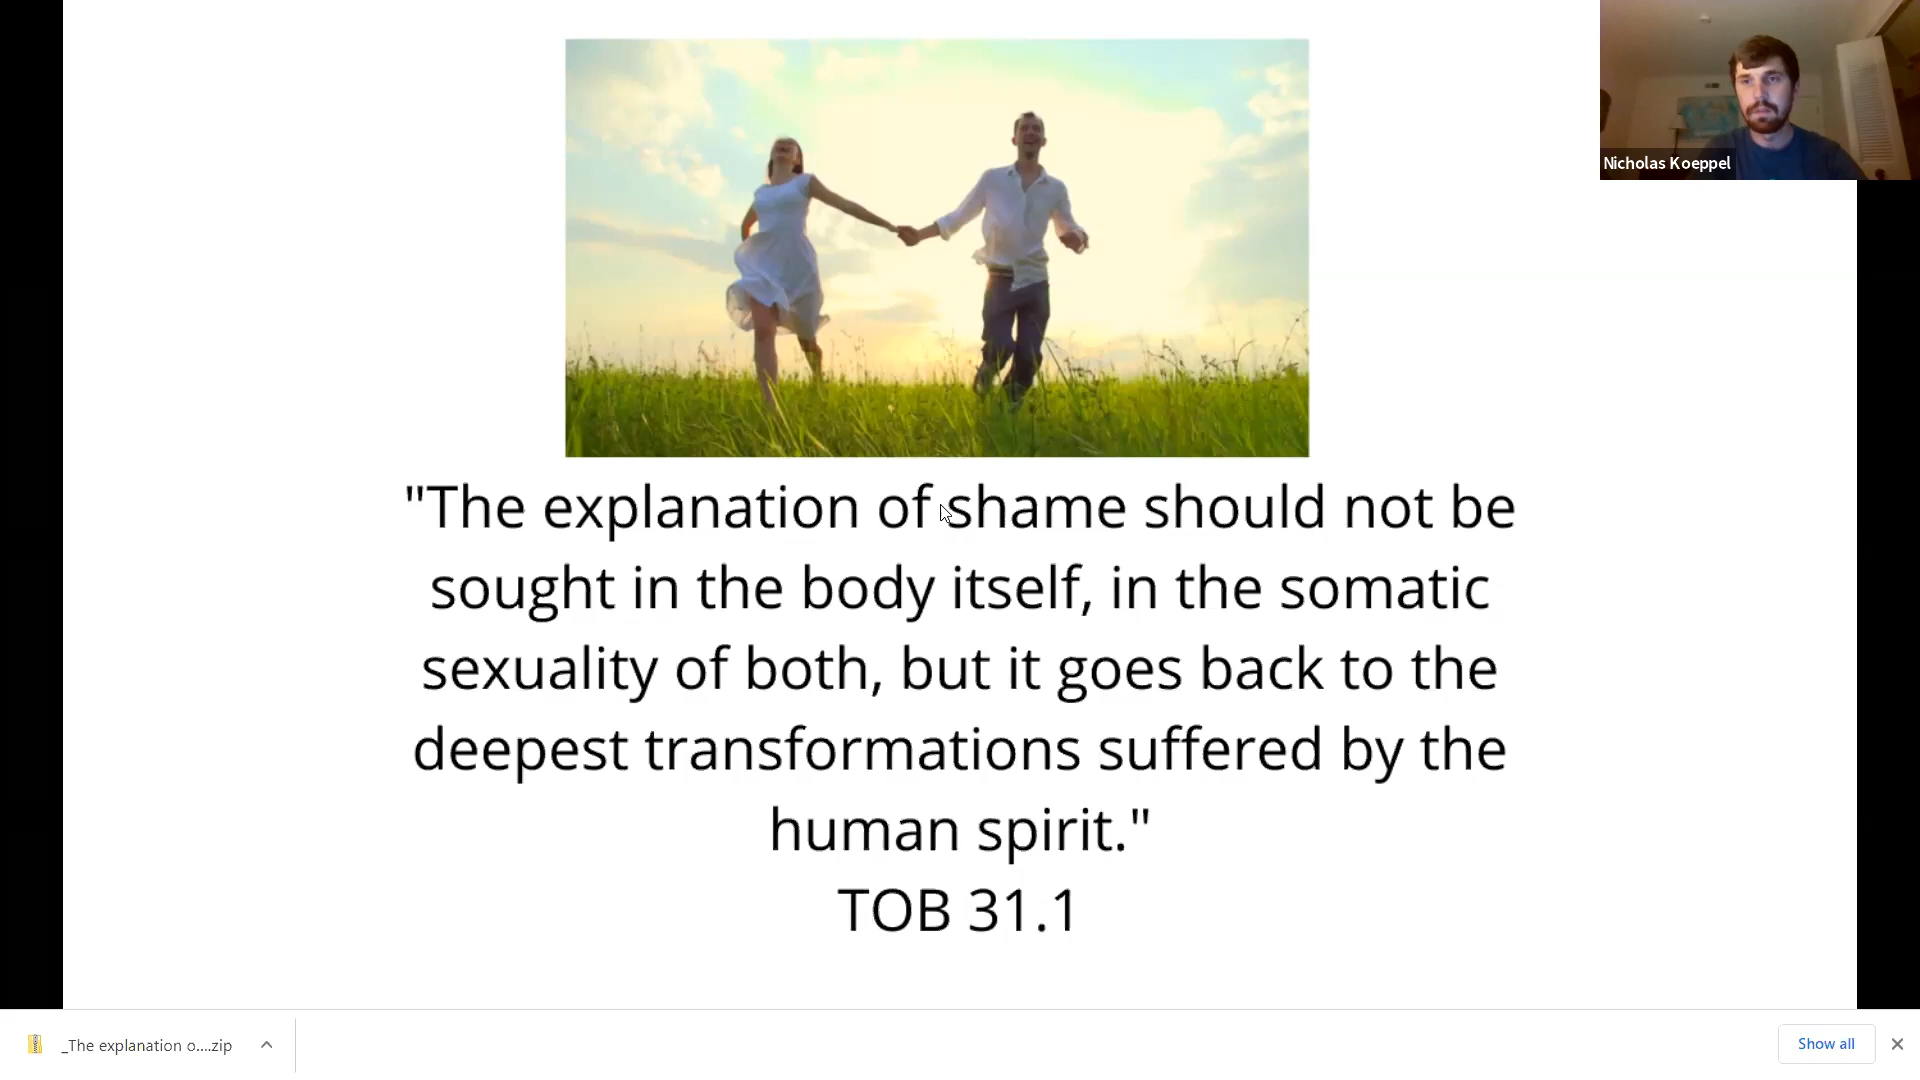 Nicholas Koeppel
"The explanation of shame should not be
sought in the body itself, in the somatic
sexuality of both, but it goes back to the
deepest transformations suffered by the
human spirit."
TOB 31.1
_The explanation o....zip
Show all